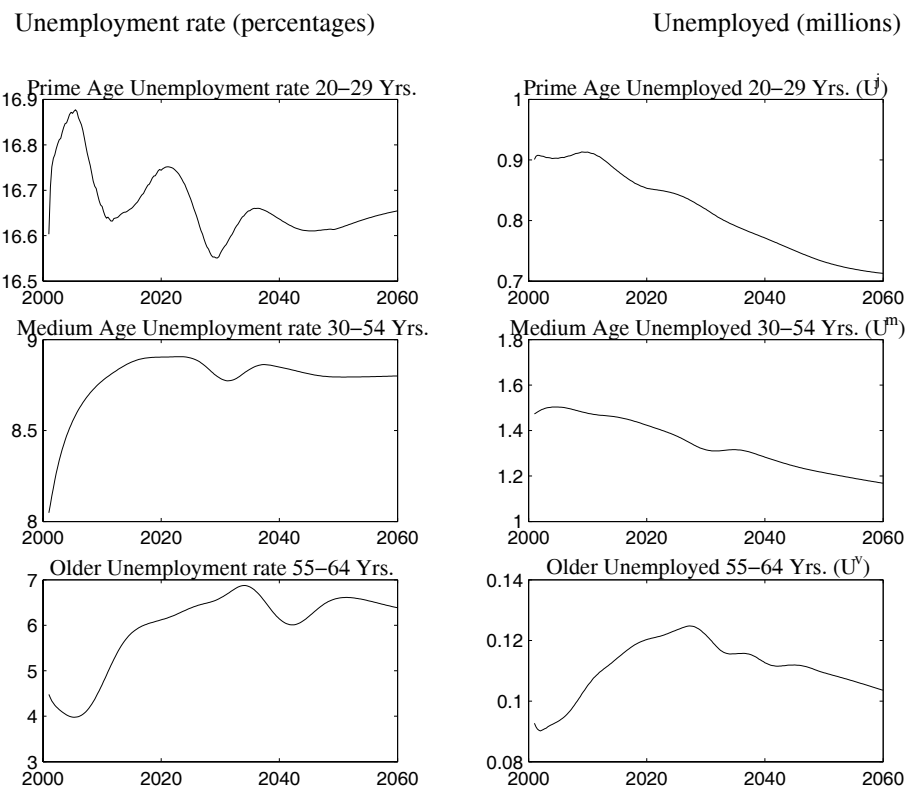 Unemployment rate (percentages)
Unemployed (millions)
Prime Age Unemployment rate 20−29 Yrs.
16.9
16.8
16.7
16.6
16.5
2000 2020 2040 2060
Prime Age Unemployed 20−29 Yrs. (U^j)
1
0.9
0.8
0.7
2000 2020 2040 2060
Medium Age Unemployment rate 30−54 Yrs.
9
8.5
8
2000 2020 2040 2060
Medium Age Unemployed 30−54 Yrs. (U^m)
1.8
1.6
1.4
1.2
1
2000 2020 2040 2060
Older Unemployment rate 55−64 Yrs.
7
6
5
4
3
2000 2020 2040 2060
Older Unemployed 55−64 Yrs. (U^v)
0.14
0.12
0.1
0.08
2000 2020 2040 2060